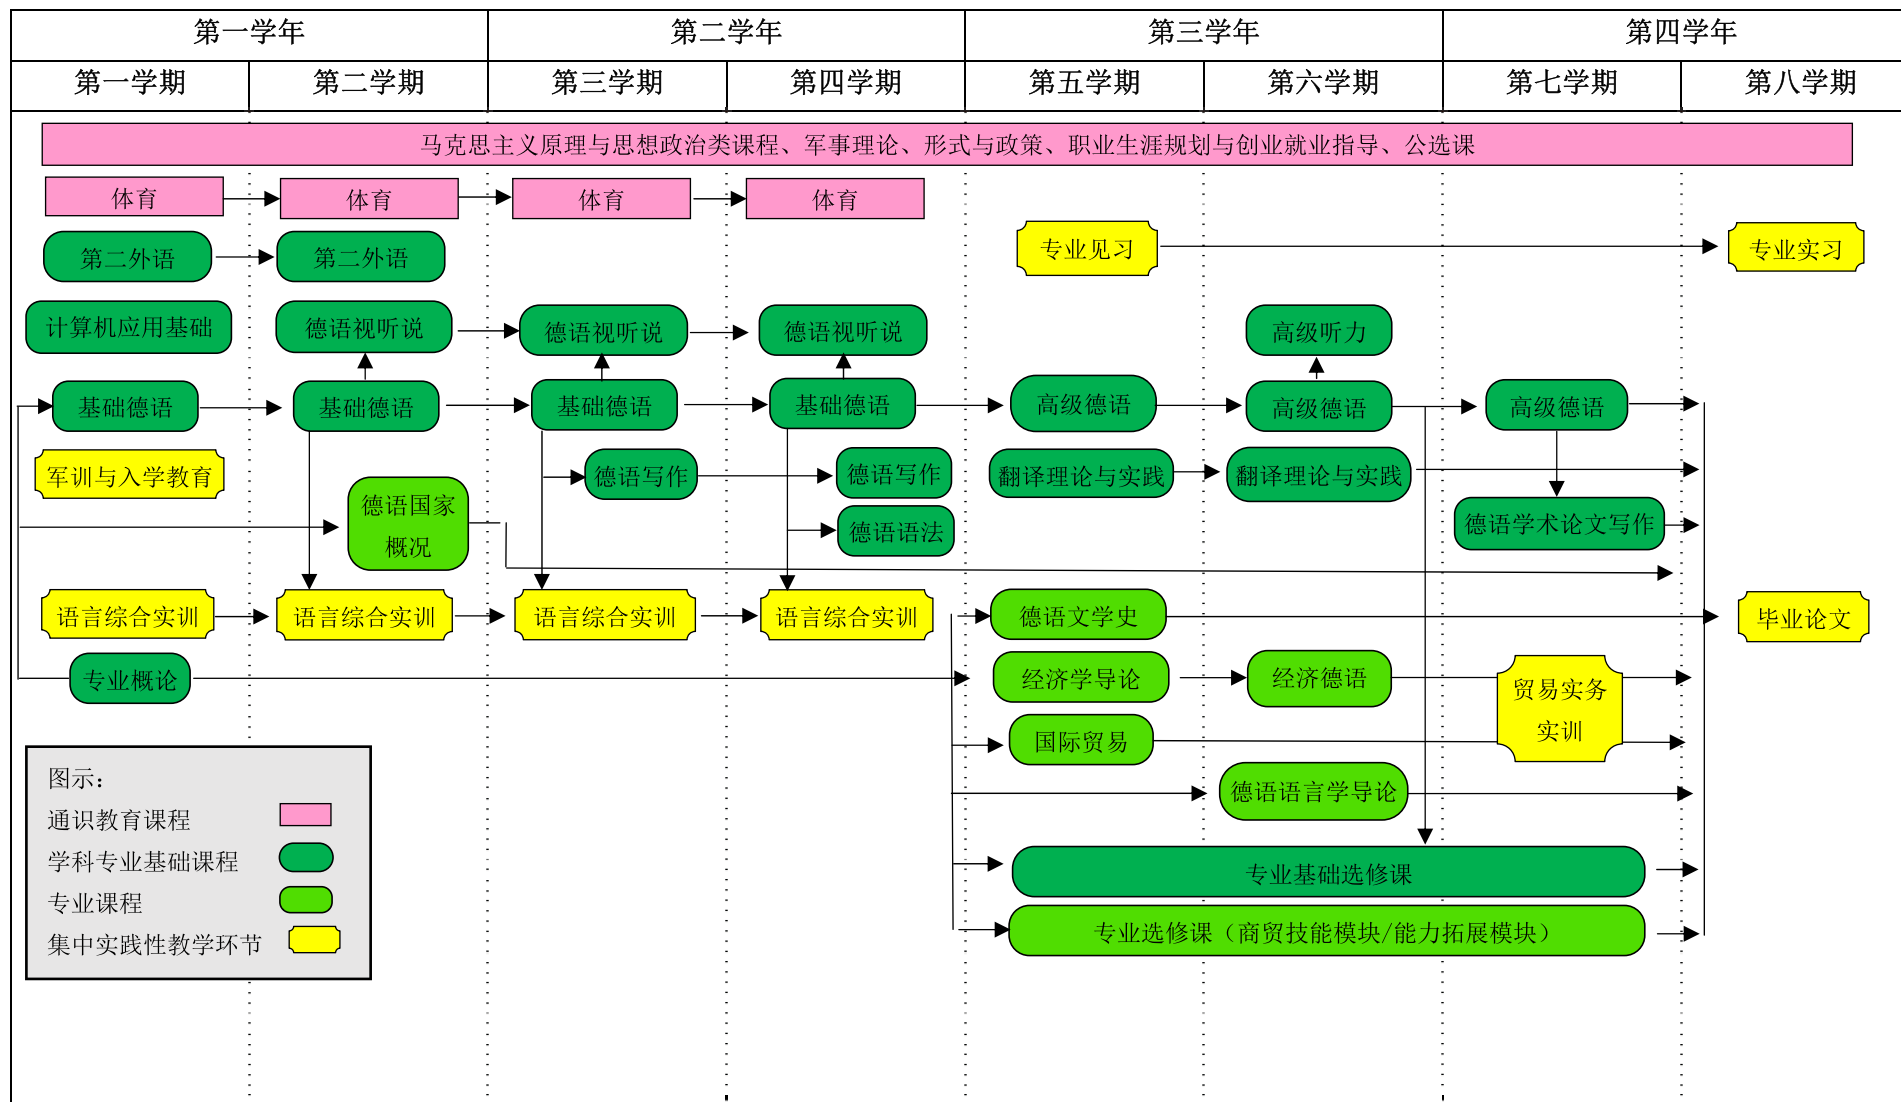 第一学年
第二学年
第三学年
第四学年
第一学期
第二学期
第三学期
第四学期
第五学期
第六学期
第七学期
第八学期
马克思主义原理与思想政治类课程、军事理论、形式与政策、职业生涯规划与创业就业指导、公选课
体育
体育
体育
体育
第二外语
第二外语
专业见习
专业实习
计算机应用基础
德语视听说
德语视听说
德语视听说
高级听力
基础德语
基础德语
基础德语
基础德语
高级德语
高级德语
高级德语
军训与入学教育
德语国家
概况
德语写作
德语写作
翻译理论与实践
翻译理论与实践
德语语法
德语学术论文写作
语言综合实训
语言综合实训
语言综合实训
语言综合实训
德语文学史
毕业论文
专业概论
经济学导论
经济德语
贸易实务
实训
国际贸易
德语语言学导论
专业基础选修课
专业选修课（商贸技能模块/能力拓展模块）
图示：
通识教育课程
学科专业基础课程
专业课程
集中实践性教学环节